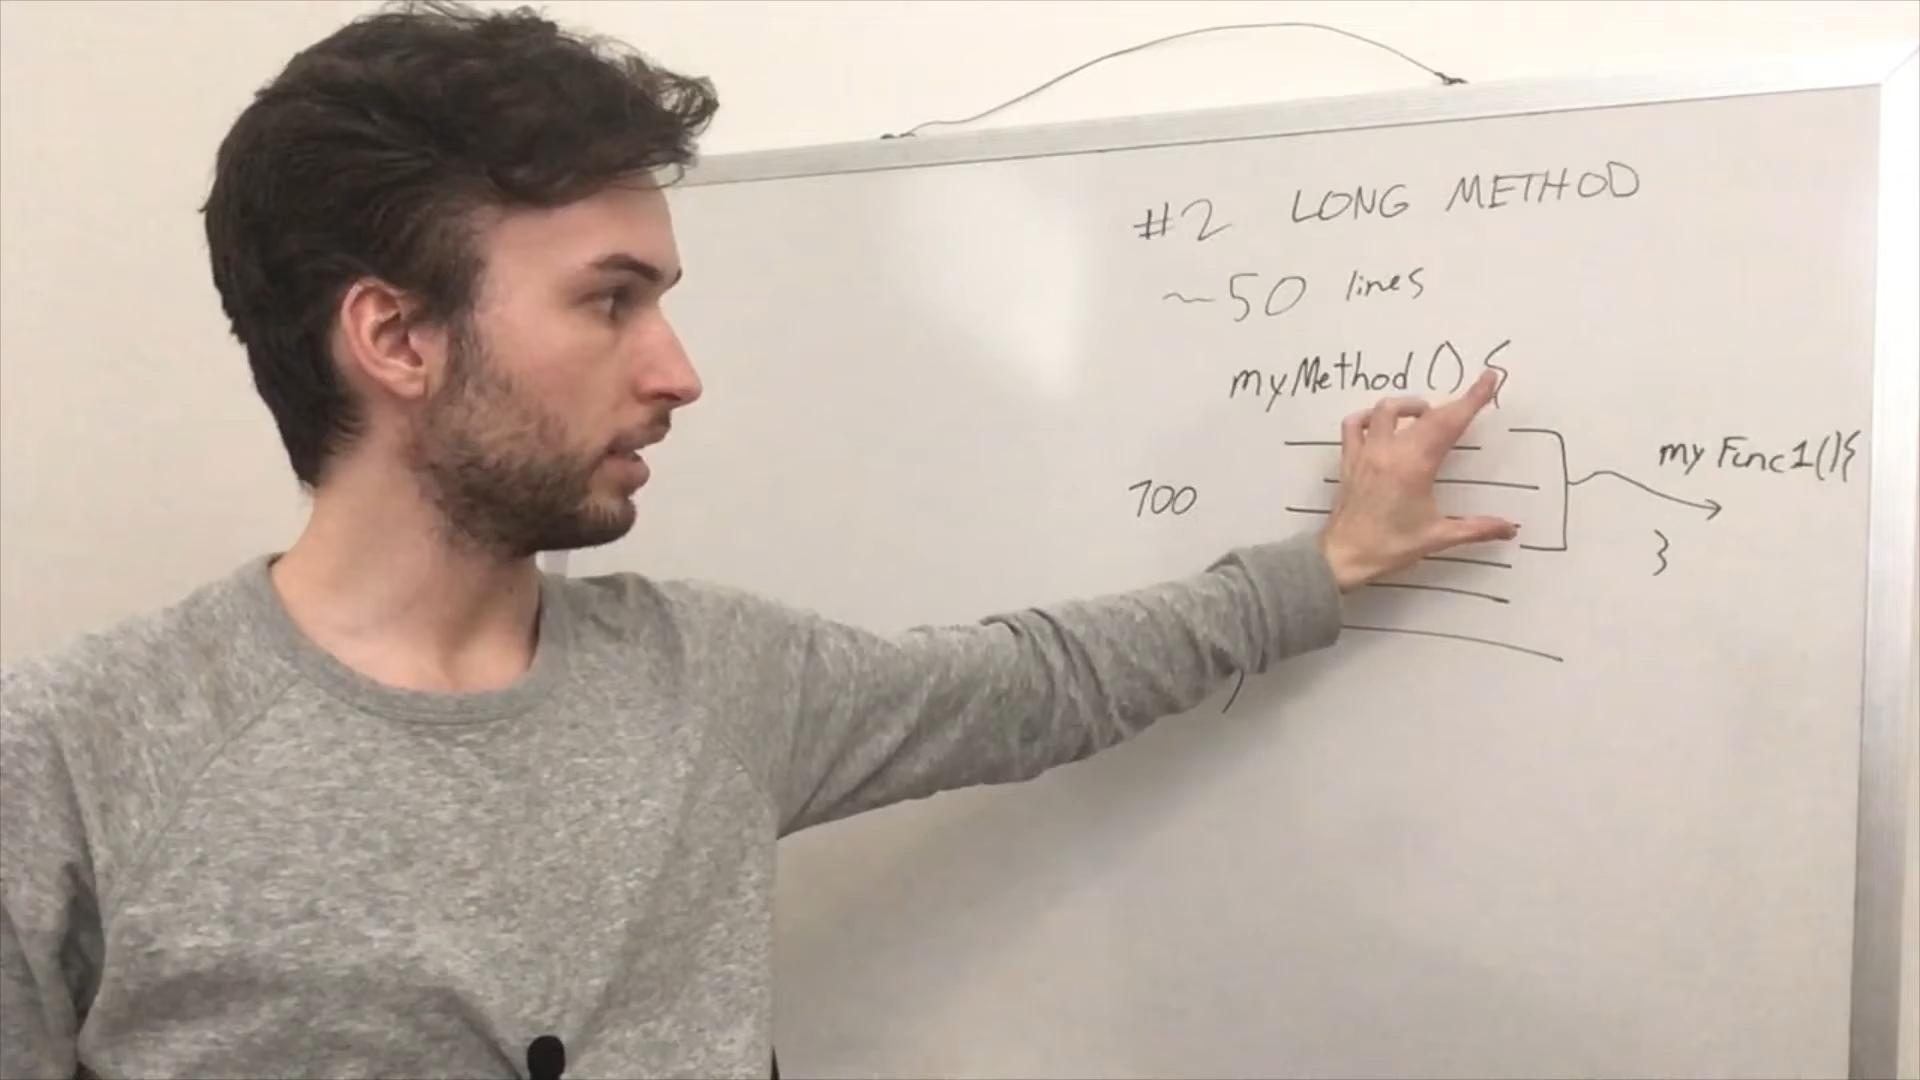 #2 LONG METHOD
~50 lines
myMethod() {
myFunc1(){
700
}